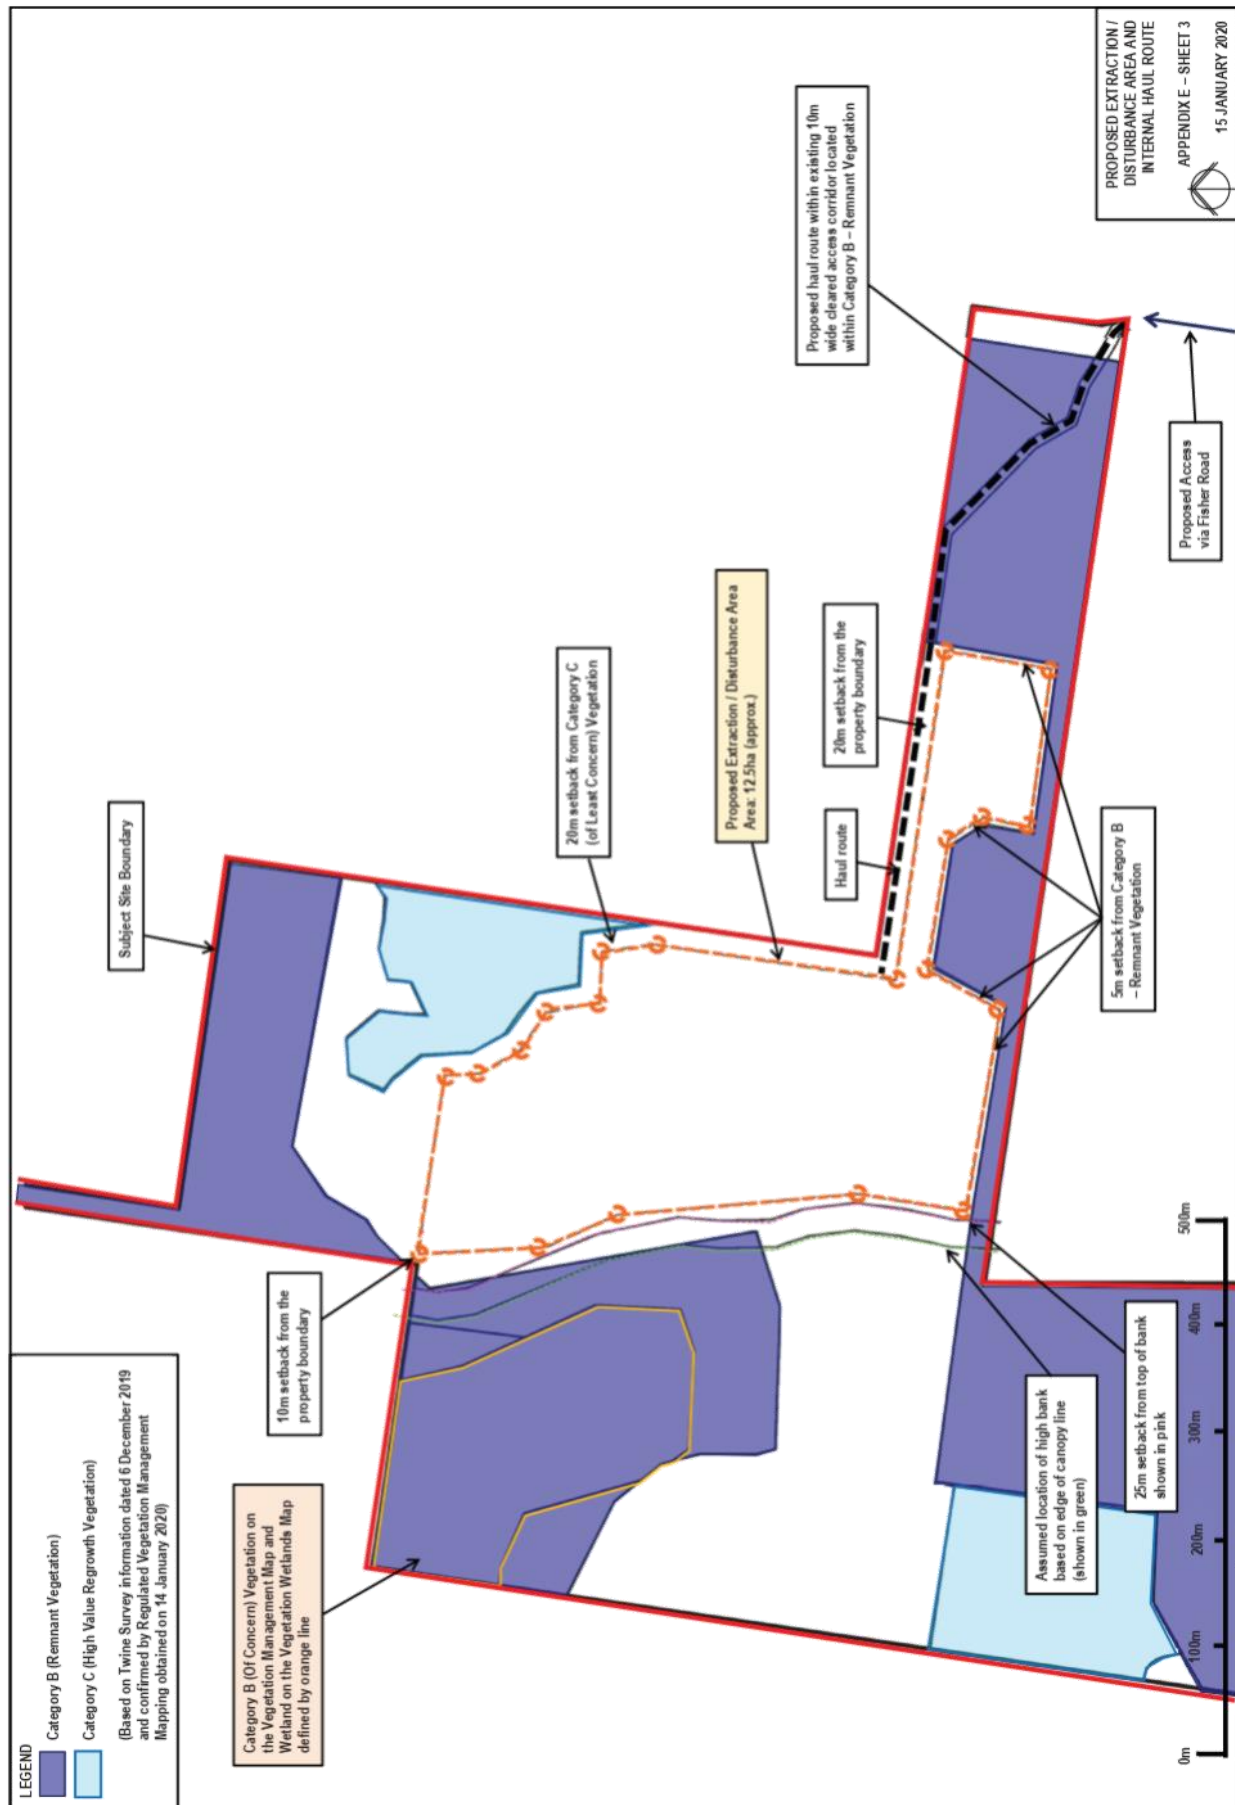 LEGEND
Category B (Remnant Vegetation)
Category C (High Value Regrowth Vegetation)
(Based on Twine Survey information dated 6 December 2019
and confirmed by Regulated Vegetation Management
Mapping obtained on 14 January 2020)
Category B (Of Concern) Vegetation on
the Vegetation Management Map and
Wetland on the Vegetation Wetlands Map
defined by orange line
10m setback from the
property boundary
Subject Site Boundary
20m setback from Category C
(of Least Concern) Vegetation
Proposed Extraction / Disturbance Area
Area: 12.5ha (approx.)
Haul route
20m setback from the
property boundary
Proposed haul route within existing 10m
wide cleared access corridor located
within Category B – Remnant Vegetation
Assumed location of high bank
based on edge of canopy line
(shown in green)
25m setback from top of bank
shown in pink
5m setback from Category B
– Remnant Vegetation
Proposed Access
via Fisher Road
0m
100m
200m
300m
400m
500m
PROPOSED EXTRACTION /
DISTURBANCE AREA AND
INTERNAL HAUL ROUTE
APPENDIX E – SHEET 3
15 JANUARY 2020